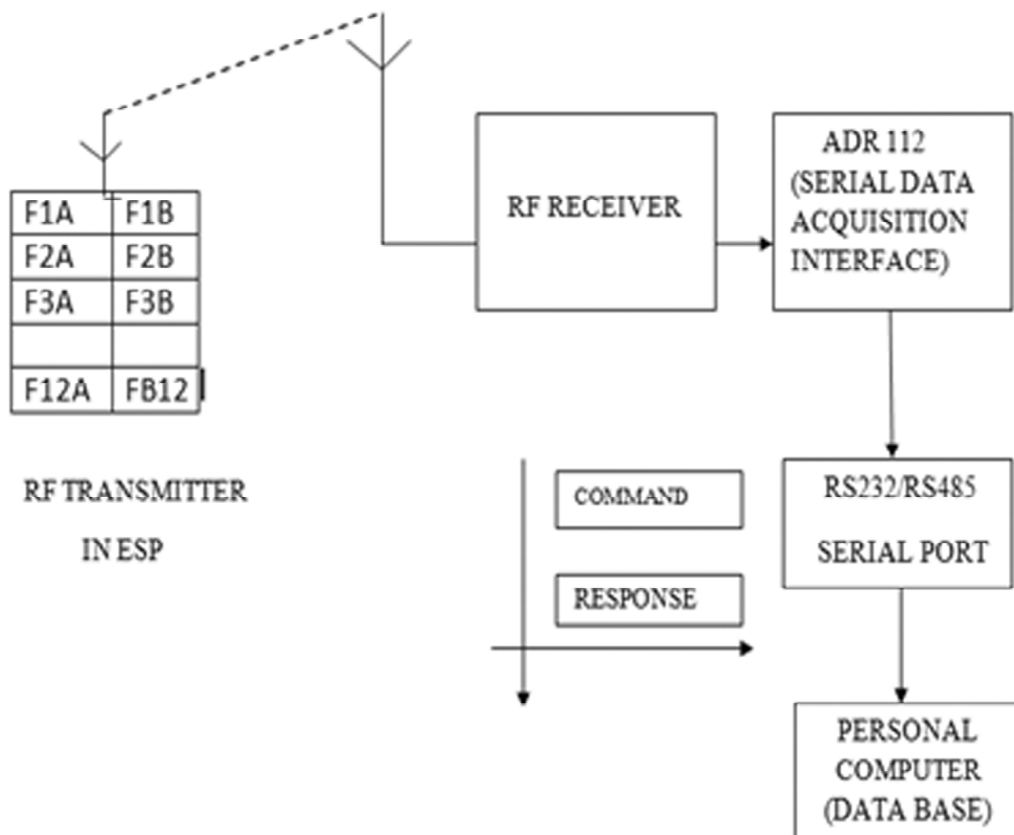 F1A F1B
F2A F2B
F3A F3B
F12A FB12
RF TRANSMITTER
IN ESP
RF RECEIVER
ADR 112
(SERIAL DATA
ACQUISITION
INTERFACE)
COMMAND
RESPONSE
RS232/RS485
SERIAL PORT
PERSONAL
COMPUTER
(DATA BASE)